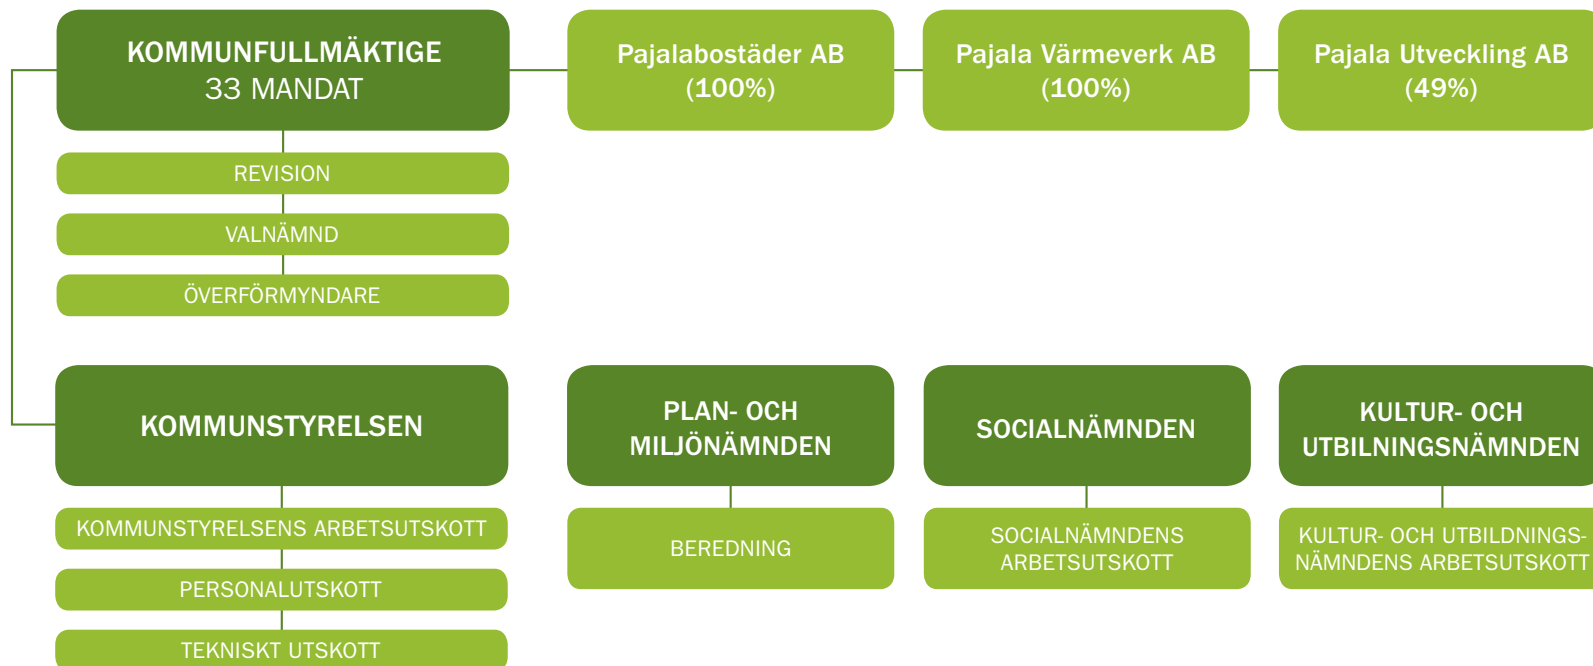 KOMMUNFULLMÄKTIGE
33 MANDAT
Pajalabostäder AB
(100%)
Pajala Värmeverk AB
(100%)
Pajala Utveckling AB
(49%)
REVISION
VALNÄMND
ÖVERFÖRMYNDARE
KOMMUNSTYRELSEN
PLAN- OCH
MILJÖNÄMNDEN
SOCIALNÄMNDEN
KULTUR- OCH
UTBILNINGSNÄMNDEN
KOMMUNSTYRELSENS ARBETSUTSKOTT
PERSONALUTSKOTT
TEKNISKT UTSKOTT
BEREDNING
SOCIALNÄMNDENS
ARBETSUTSKOTT
KULTUR- OCH UTBILDNINGS-
NÄMNDENS ARBETSUTSKOTT